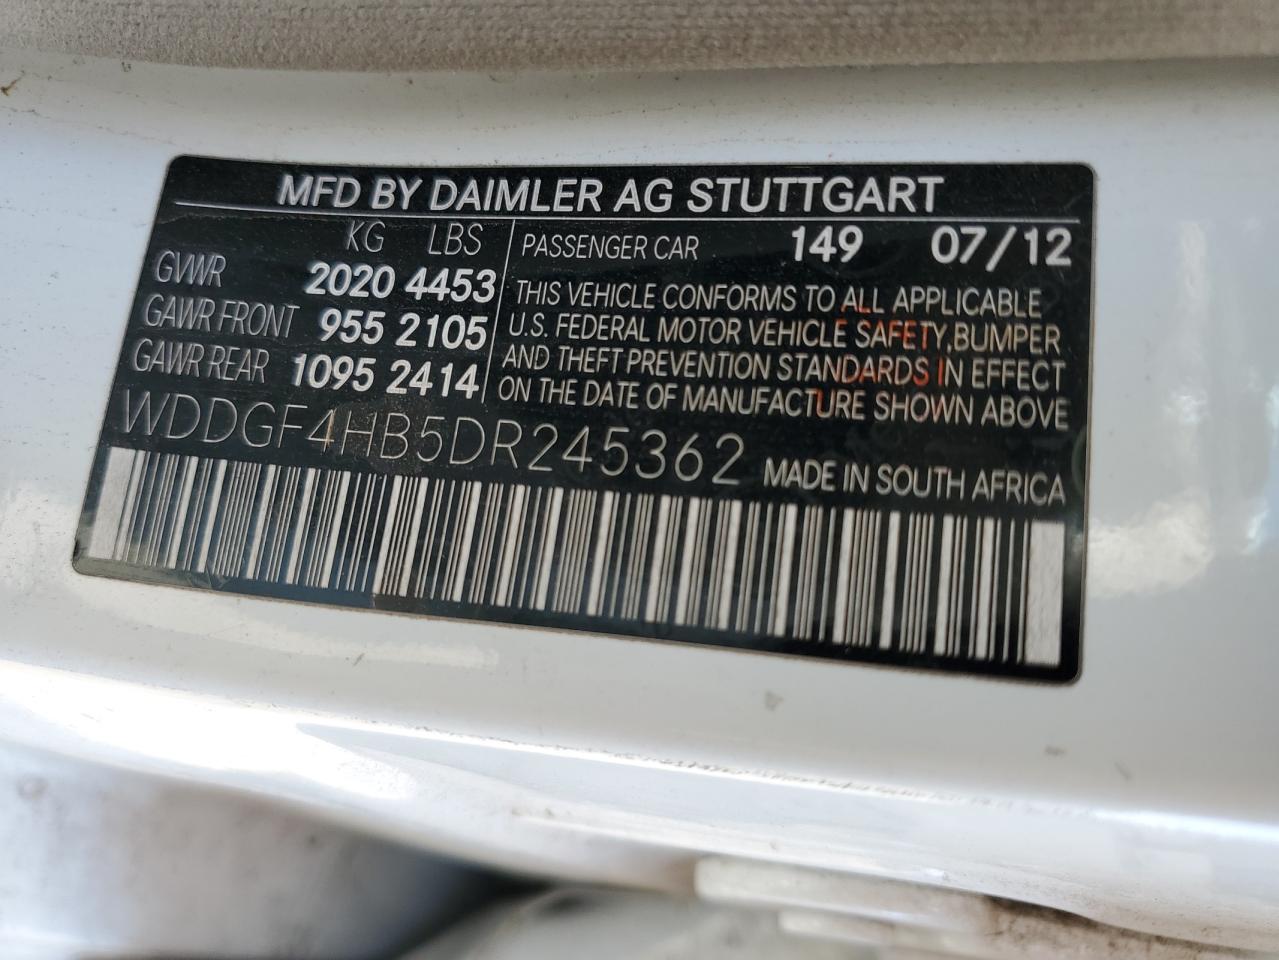 MFD BY DAIMLER AG STUTTGART
KG LBS
GVWR 2020 4453
GAWR FRONT 955 2105
GAWR REAR 1095 2414
PASSENGER CAR 149 07/12
THIS VEHICLE CONFORMS TO ALL APPLICABLE
U.S. FEDERAL MOTOR VEHICLE SAFETY, BUMPER
AND THEFT PREVENTION STANDARDS IN EFFECT
ON THE DATE OF MANUFACTURE SHOWN ABOVE
WDDGF4HB5DR245362 MADE IN SOUTH AFRICA